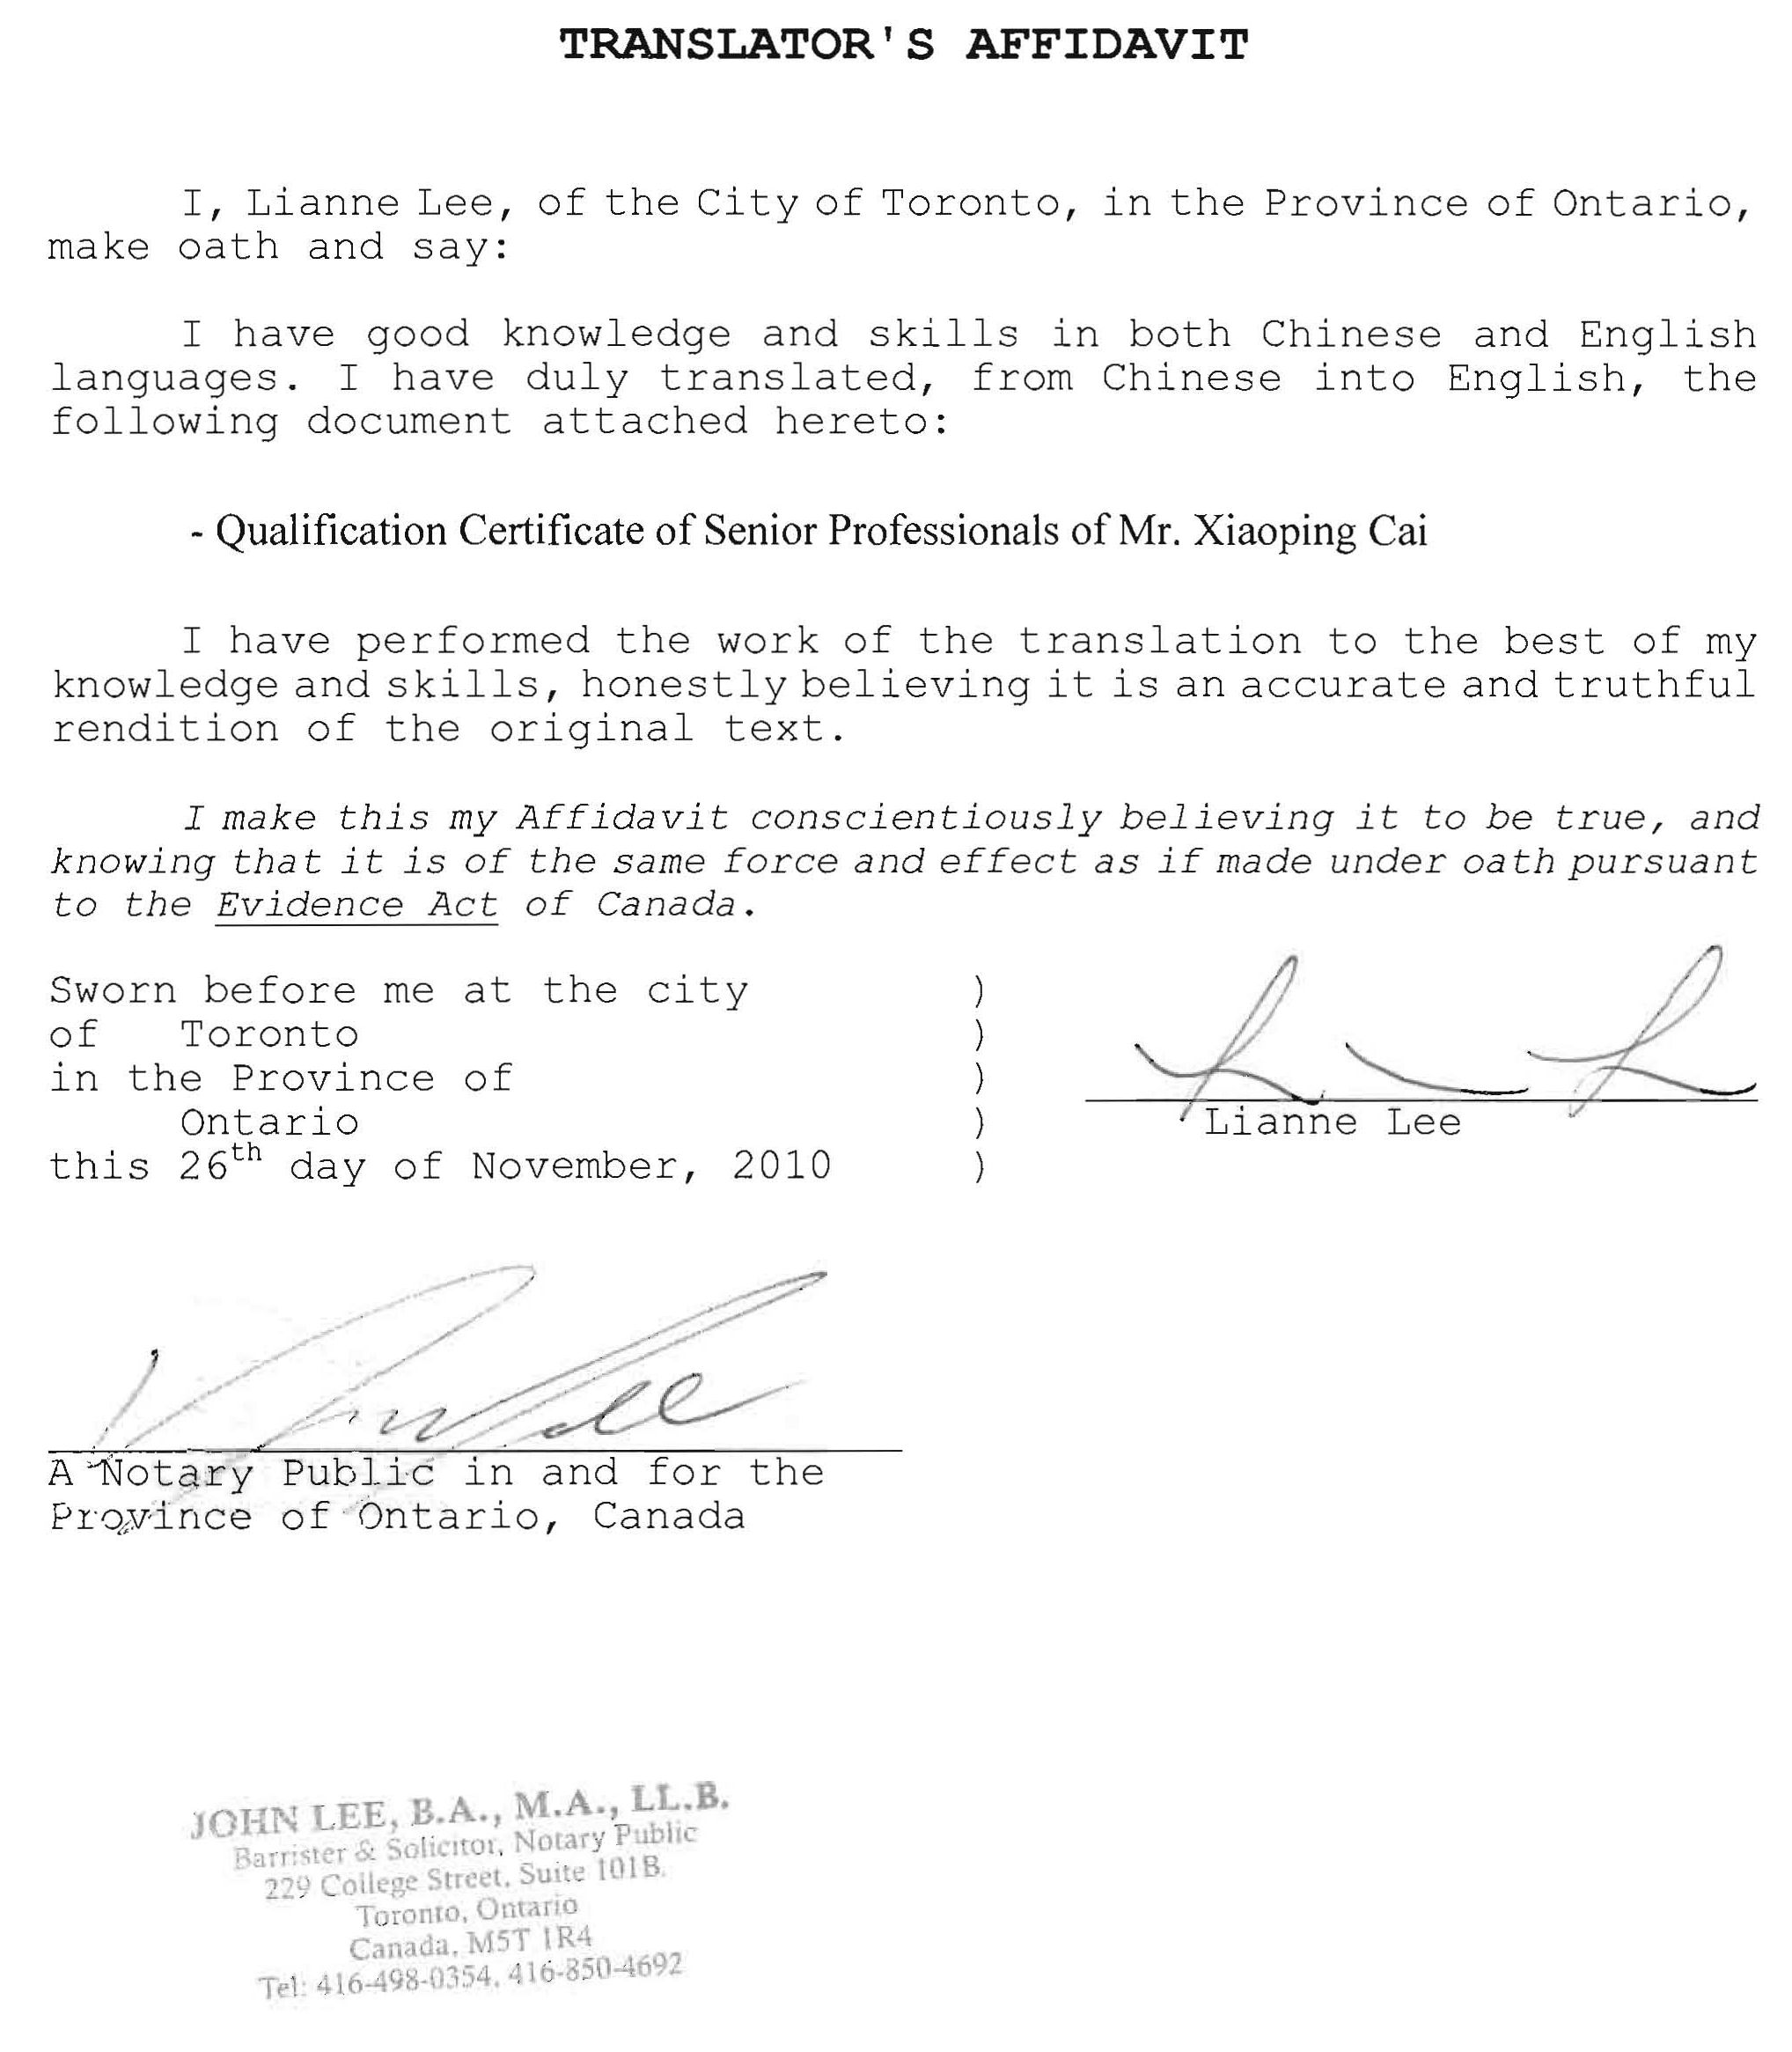 TRANSLATOR'S AFFIDAVIT
I, Lianne Lee, of the City of Toronto, in the Province of Ontario,
make oath and say:
I have good knowledge and skills in both Chinese and English
languages. I have duly translated, from Chinese into English, the
following document attached hereto:
- Qualification Certificate of Senior Professionals of Mr. Xiaoping Cai
I have performed the work of the translation to the best of my
knowledge and skills, honestly believing it is an accurate and truthful
rendition of the original text.
I make this my Affidavit conscientiously believing it to be true, and
knowing that it is of the same force and effect as if made under oath pursuant
to the Evidence Act of Canada.
Sworn before me at the city )
of Toronto )
in the Province of )
Ontario )
this 26th day of November, 2010 )
Lianne Lee
A Notary Public in and for the
Province of Ontario, Canada
JOHN LEE, B.A., M.A., LL.B.
Barrister & Solicitor, Notary Public
229 College Street, Suite 101B.
Toronto, Ontario
Canada, M5T 1R4
Tel: 416-498-0354, 416-850-4692